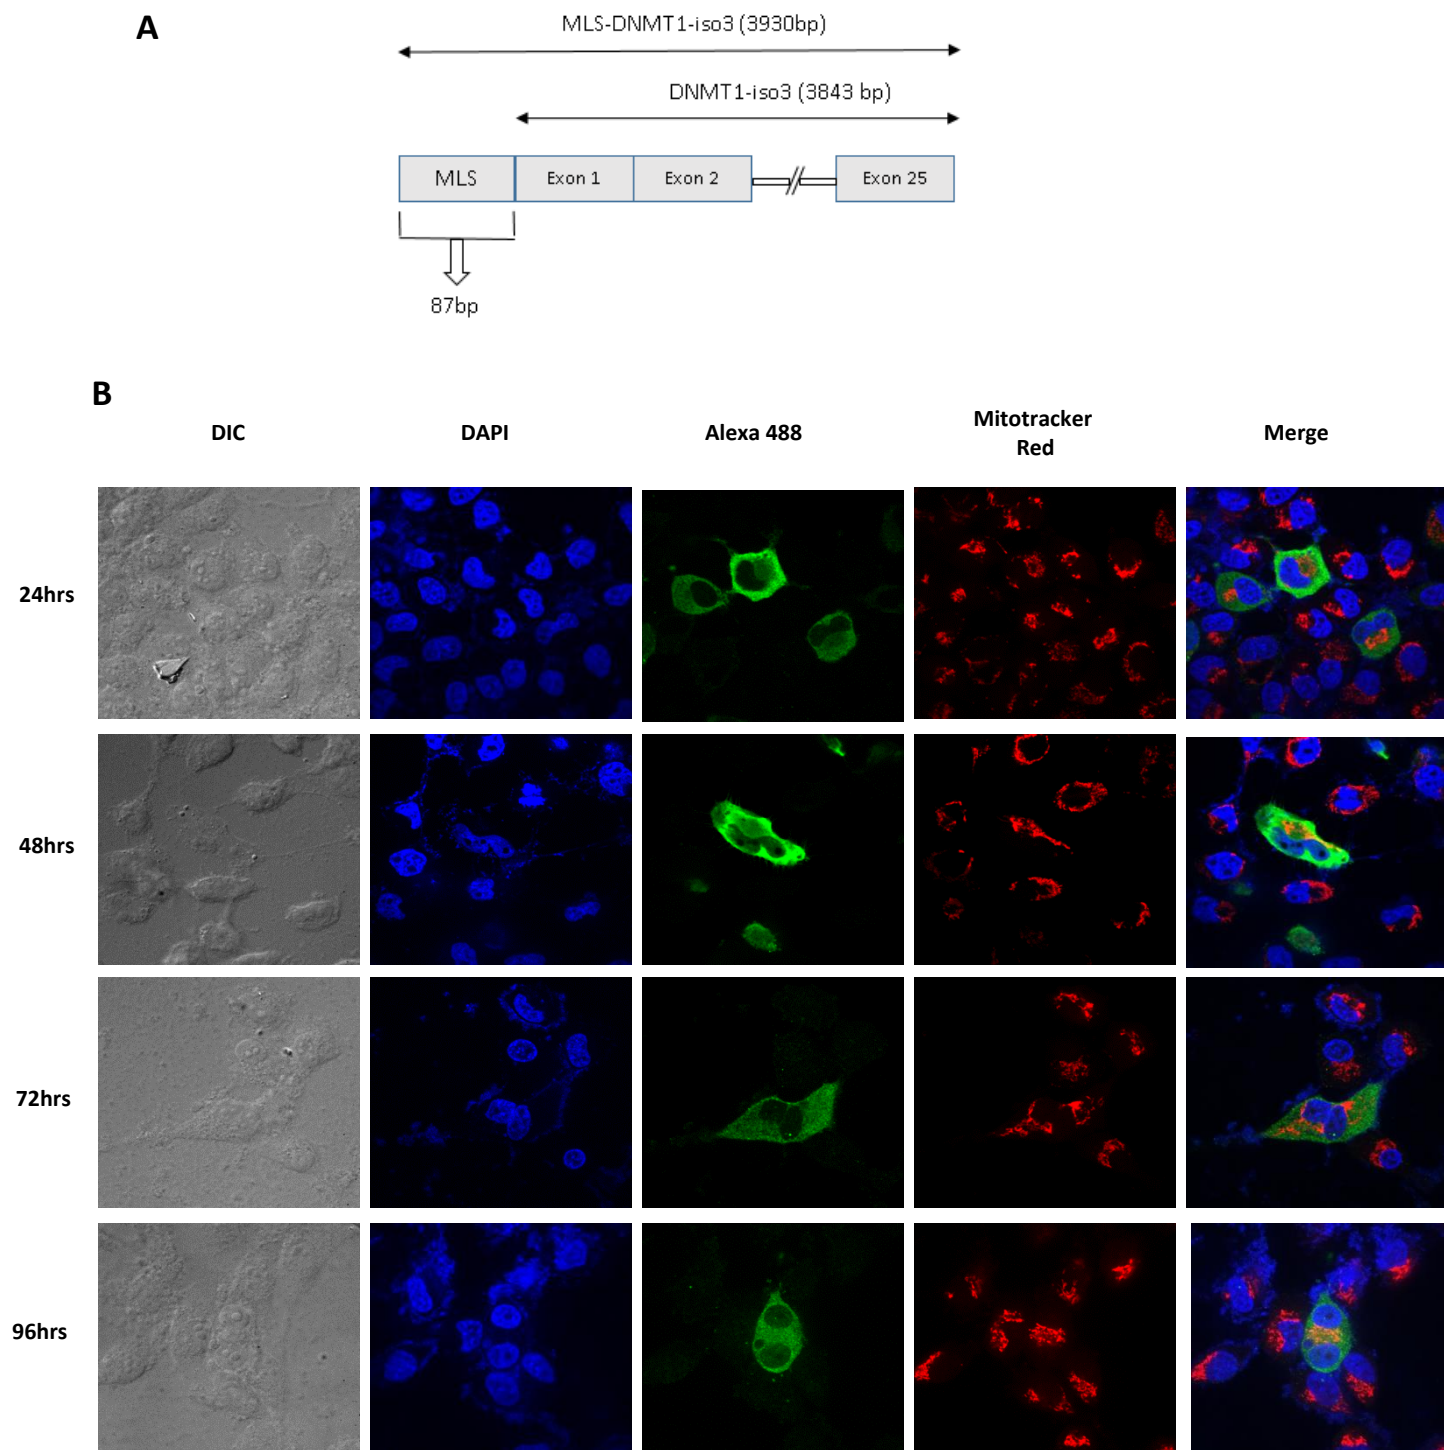 A
MLS-DNMT1-iso3 (3930bp)
DNMT1-iso3 (3843 bp)
MLS
Exon 1
Exon 2
Exon 25
87bp
B
DIC
DAPI
Alexa 488
Mitotracker
Red
Merge
24hrs
48hrs
72hrs
96hrs